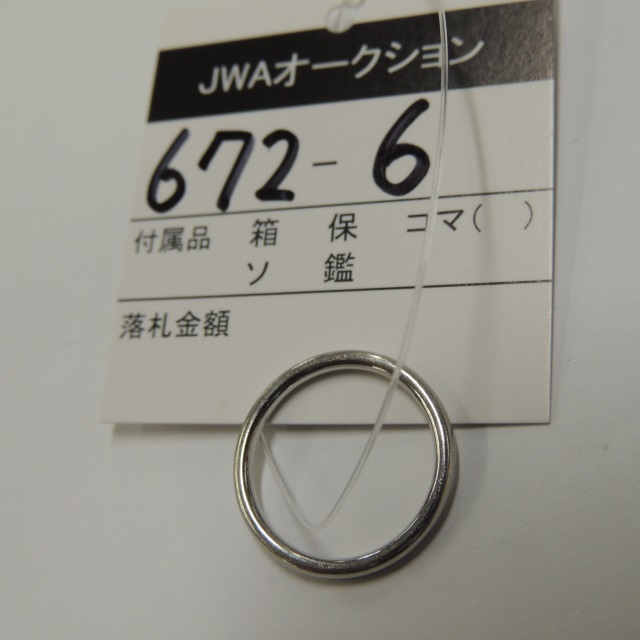 JWAオークション
672-6
付属品 箱 保 コマ( )
ソ 鑑
落札金額